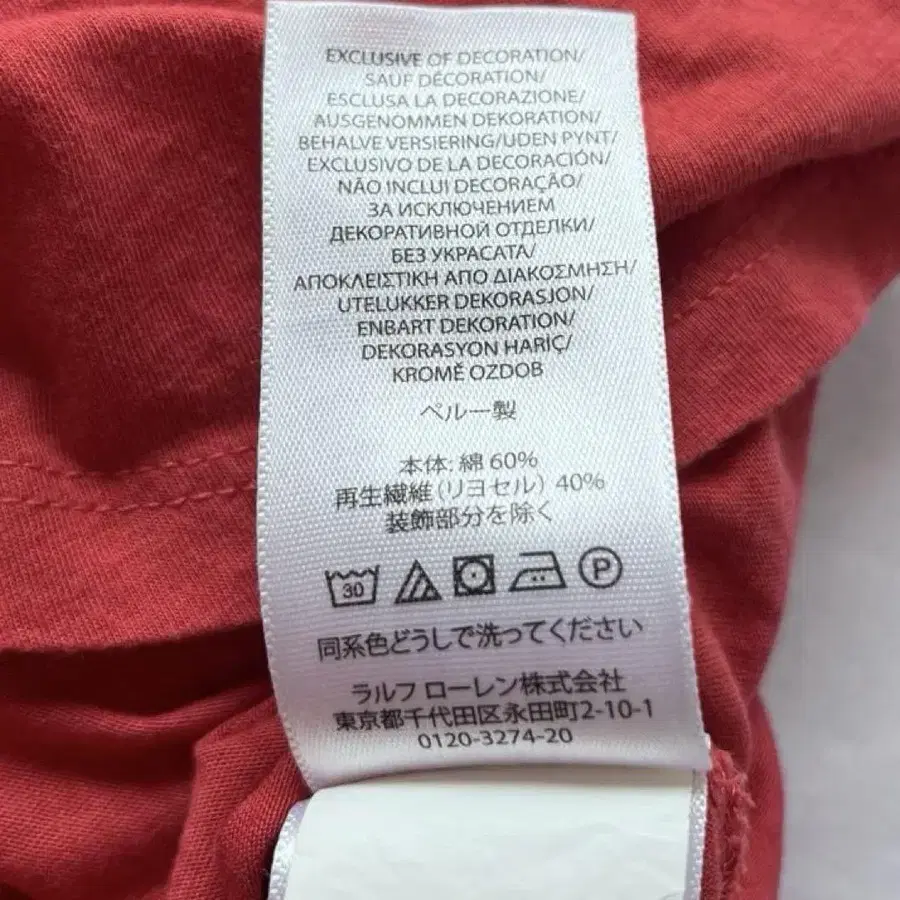 EXCLUSIVE OF DECORATION/
SAUF DÉCORATION/
ESCLUSA LA DECORAZIONE/
AUSGENOMMEN DEKORATION/
BEHALVE VERSIERING/UDEN PYNT/
EXCLUSIVO DE LA DECORACIÓN/
NÃO INCLUI DECORAÇÃO/
ЗА ИСКЛЮЧЕНИЕМ
ДЕКОРАТИВНОЙ ОТДЕЛКИ/
БЕЗ УКРАСАТА/
ΑΠΟΚΛΕΙΣΤΙΚΗ ΑΠΟ ΔΙΑΚΟΣΜΗΣΗ/
UTELUKKER DEKORASJON/
ENBART DEKORATION/
DEKORASYON HARİÇ/
KROMĚ OZDOB
ペルー製
本体: 綿 60%
再生繊維 (リヨセル) 40%
装飾部分を除く
30 P
同系色どうしで洗ってください
ラルフ ローレン株式会社
東京都千代田区永田町2-10-1
0120-3274-20